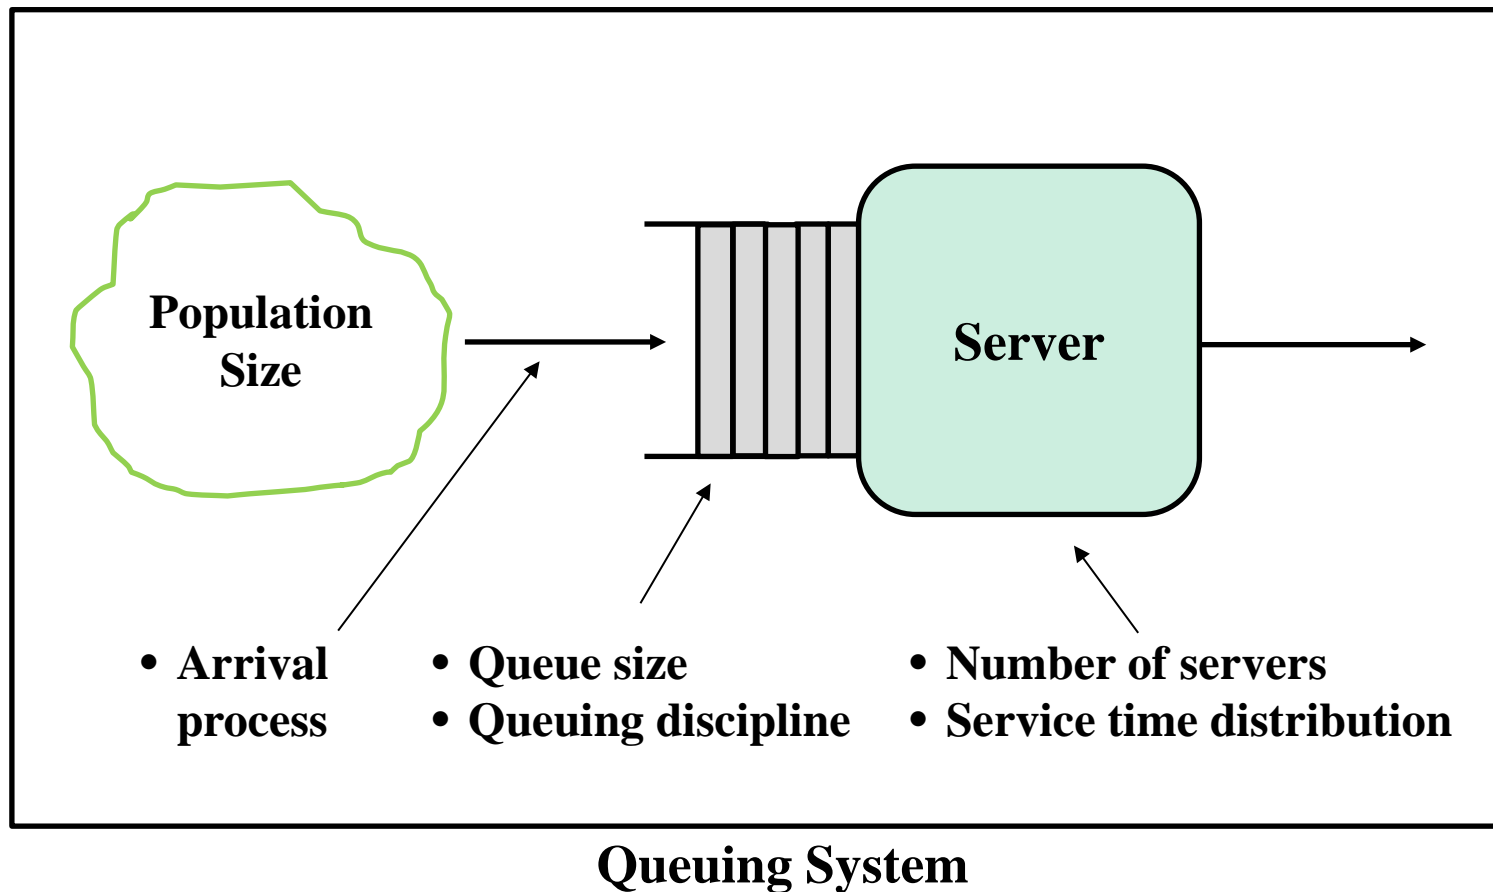 Population
Size
Server
• Arrival
process
• Queue size
• Queuing discipline
• Number of servers
• Service time distribution
Queuing System